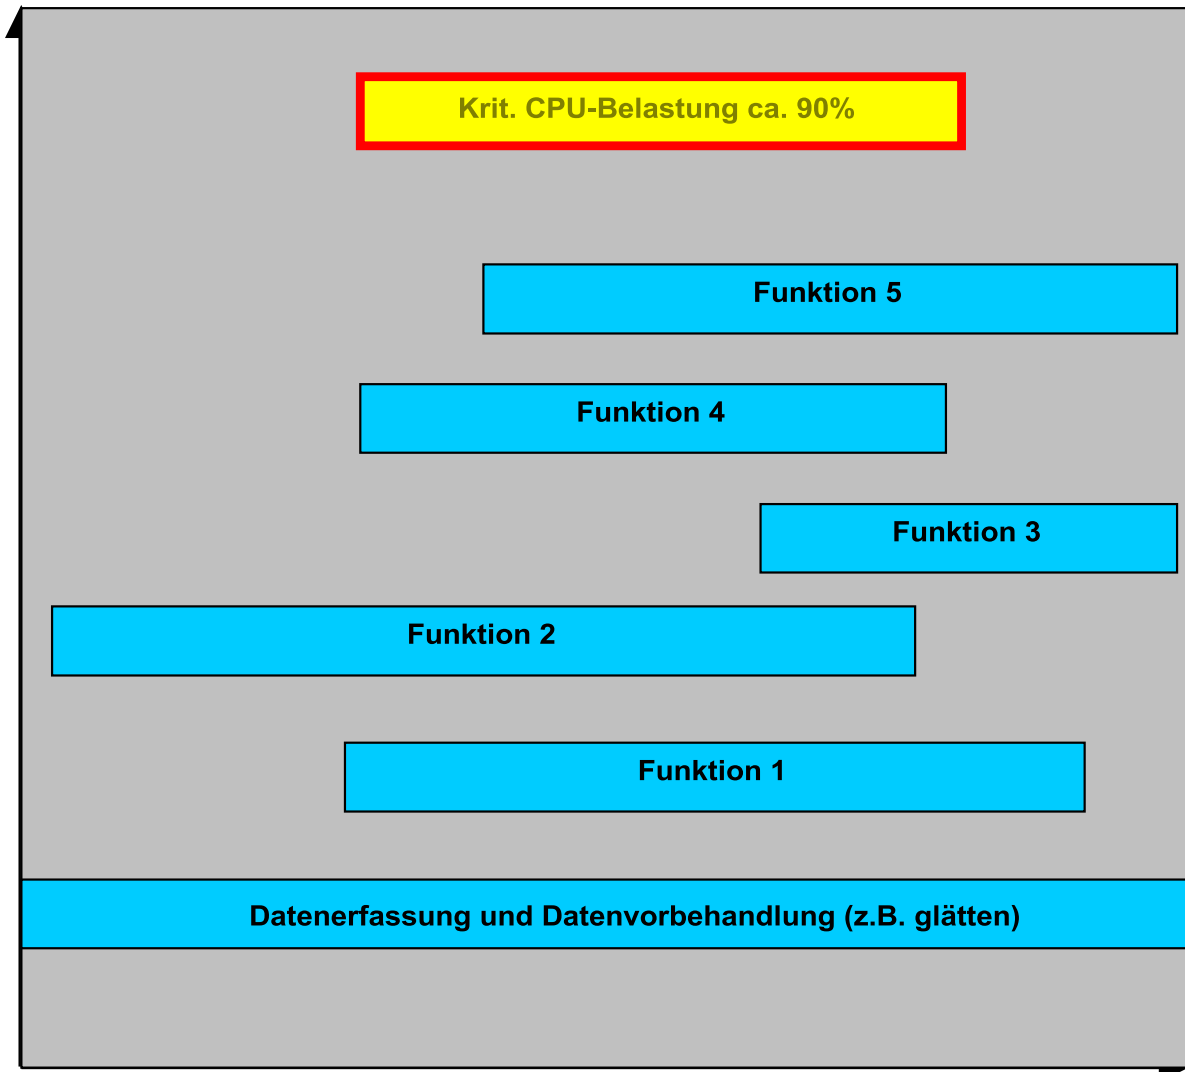 Krit. CPU-Belastung ca. 90%
Funktion 5
Funktion 4
Funktion 3
Funktion 2
Funktion 1
Datenerfassung und Datenvorbehandlung (z.B. glätten)